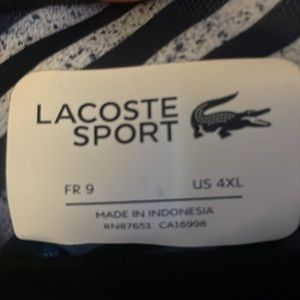 LACOSTE
SPORT
FR 9 US 4XL
MADE IN INDONESIA
RN87651 CA16998